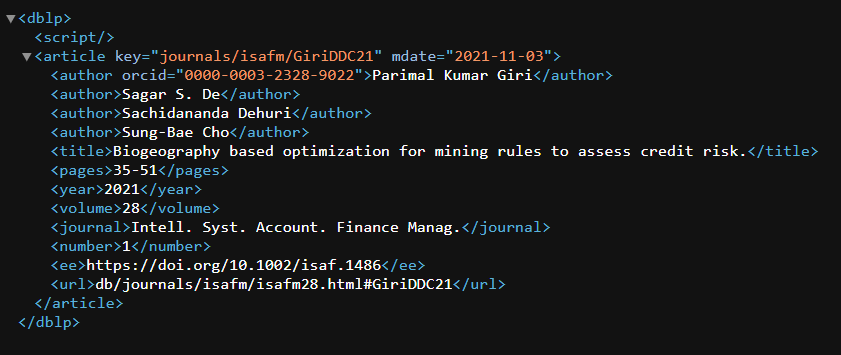 <dblp>
<script/>
<article key="journals/isafm/GiriDDC21" mdate="2021-11-03">
<author orcid="0000-0003-2328-9022">Parimal Kumar Giri</author>
<author>Sagar S. De</author>
<author>Sachidananda Dehuri</author>
<author>Sung-Bae Cho</author>
<title>Biogeography based optimization for mining rules to assess credit risk.</title>
<pages>35-51</pages>
<year>2021</year>
<volume>28</volume>
<journal>Intell. Syst. Account. Finance Manag.</journal>
<number>1</number>
<ee>https://doi.org/10.1002/isaf.1486</ee>
<url>db/journals/isafm/isafm28.html#GiriDDC21</url>
</article>
</dblp>